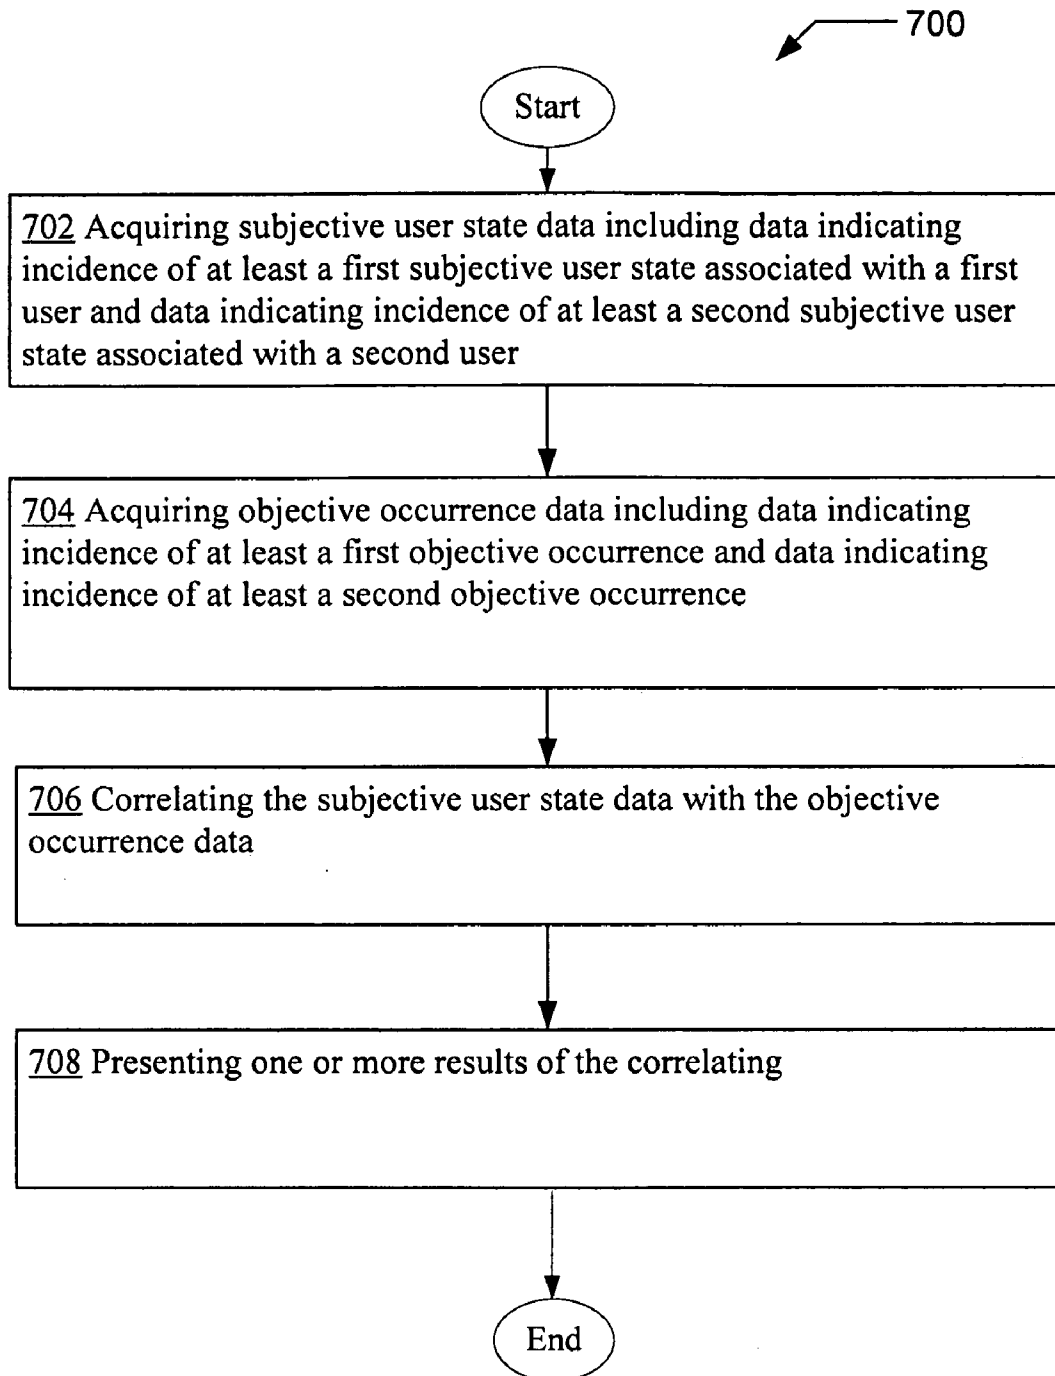 700
Start
702 Acquiring subjective user state data including data indicating
incidence of at least a first subjective user state associated with a first
user and data indicating incidence of at least a second subjective user
state associated with a second user
704 Acquiring objective occurrence data including data indicating
incidence of at least a first objective occurrence and data indicating
incidence of at least a second objective occurrence
706 Correlating the subjective user state data with the objective
occurrence data
708 Presenting one or more results of the correlating
End